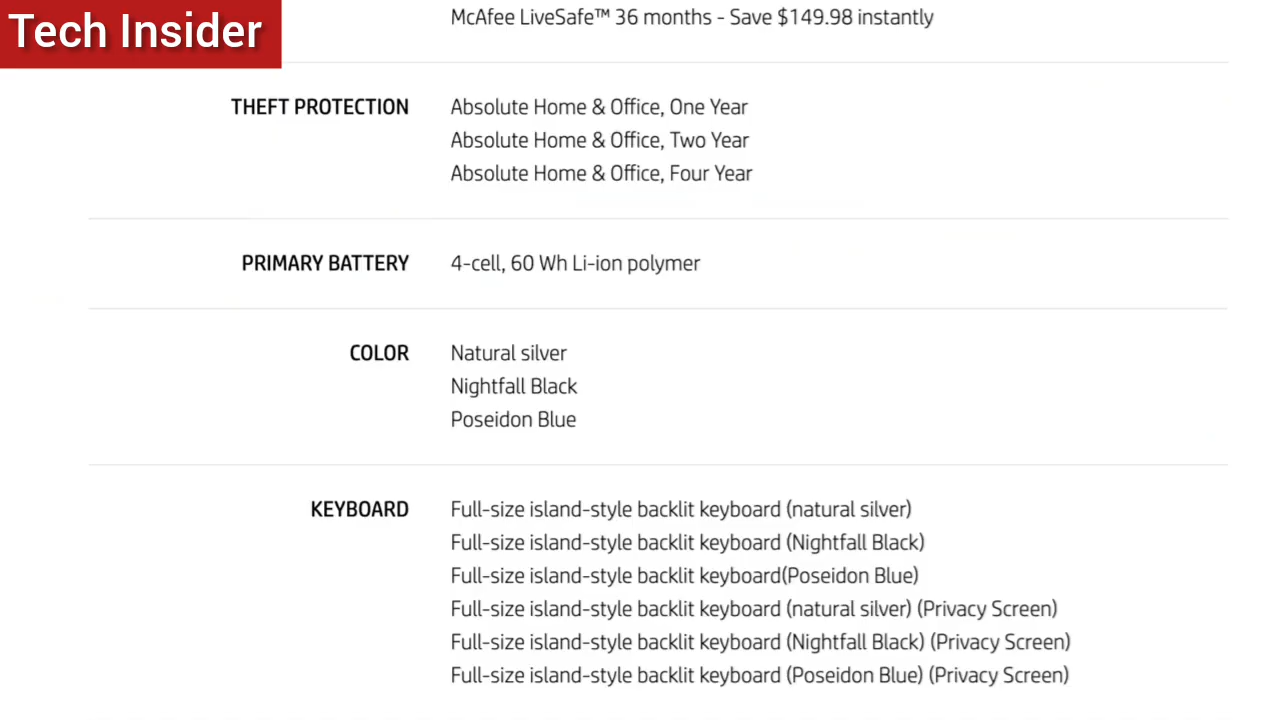 Tech Insider
McAfee LiveSafe™ 36 months - Save $149.98 instantly
THEFT PROTECTION
Absolute Home & Office, One Year
Absolute Home & Office, Two Year
Absolute Home & Office, Four Year
PRIMARY BATTERY
4-cell, 60 Wh Li-ion polymer
COLOR
Natural silver
Nightfall Black
Poseidon Blue
KEYBOARD
Full-size island-style backlit keyboard (natural silver)
Full-size island-style backlit keyboard (Nightfall Black)
Full-size island-style backlit keyboard(Poseidon Blue)
Full-size island-style backlit keyboard (natural silver) (Privacy Screen)
Full-size island-style backlit keyboard (Nightfall Black) (Privacy Screen)
Full-size island-style backlit keyboard (Poseidon Blue) (Privacy Screen)